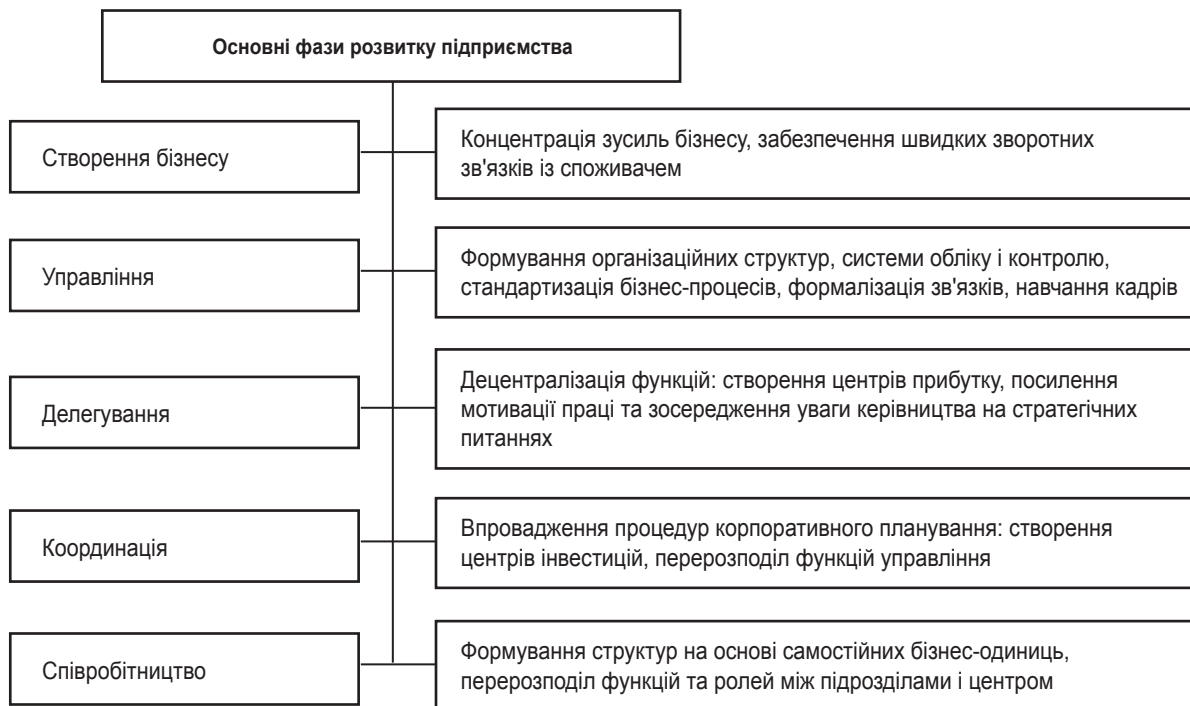 Основні фази розвитку підприємства
Створення бізнесу
Концентрація зусиль бізнесу, забезпечення швидких зворотних
зв'язків із споживачем
Управління
Формування організаційних структур, системи обліку і контролю,
стандартизація бізнес-процесів, формалізація зв'язків, навчання кадрів
Делегування
Децентралізація функцій: створення центрів прибутку, посилення
мотивації праці та зосередження уваги керівництва на стратегічних
питаннях
Координація
Впровадження процедур корпоративного планування: створення
центрів інвестицій, перерозподіл функцій управління
Співробітництво
Формування структур на основі самостійних бізнес-одиниць,
перерозподіл функцій та ролей між підрозділами і центром